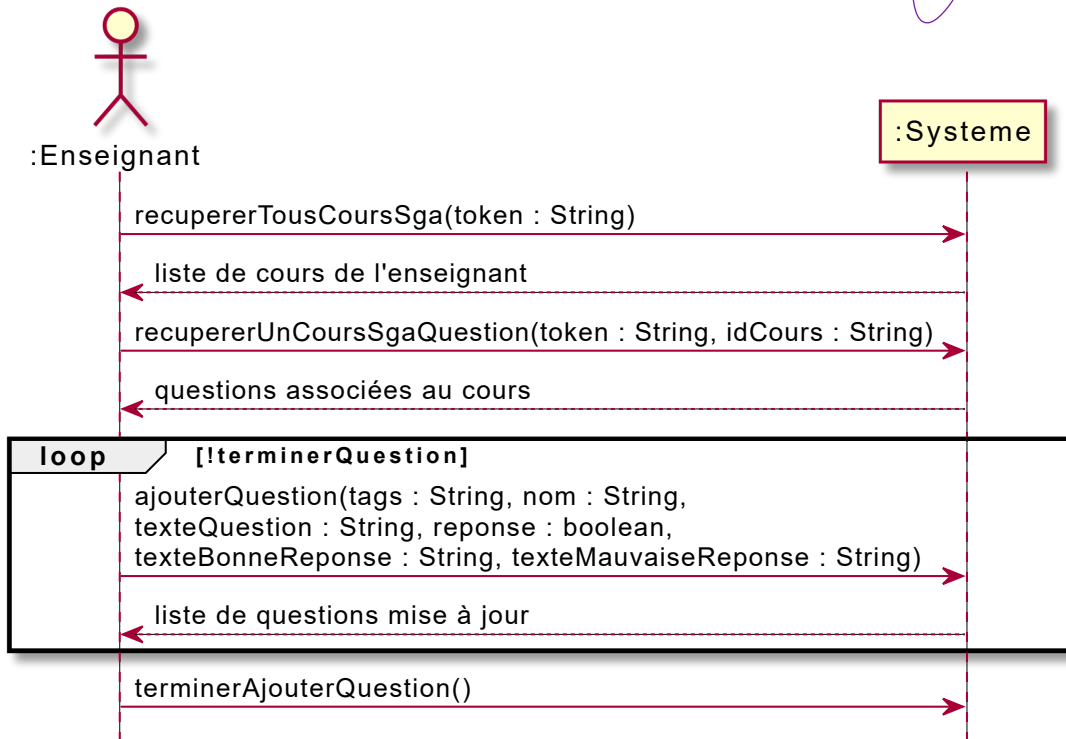 :Enseignant
:Systeme
recupererTousCoursSga(token : String)
liste de cours de l'enseignant
recupererUnCoursSgaQuestion(token : String, idCours : String)
questions associées au cours
loop [!terminerQuestion]
ajouterQuestion(tags : String, nom : String,
texteQuestion : String, reponse : boolean,
texteBonneReponse : String, texteMauvaiseReponse : String)
liste de questions mise à jour
terminerAjouterQuestion()